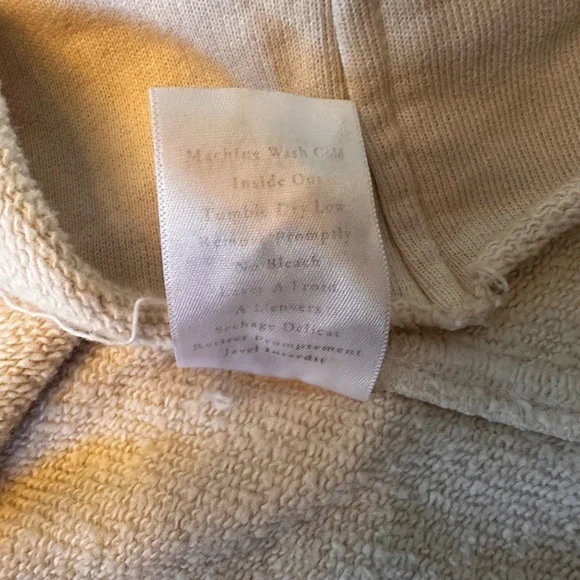 Machine Wash Cold
Inside Out
Tumble Dry Low
Remove Promptly
No Bleach
Laver A Froid
A L'envers
Sechage Delicat
Retirer Promptement
Javel Interdit